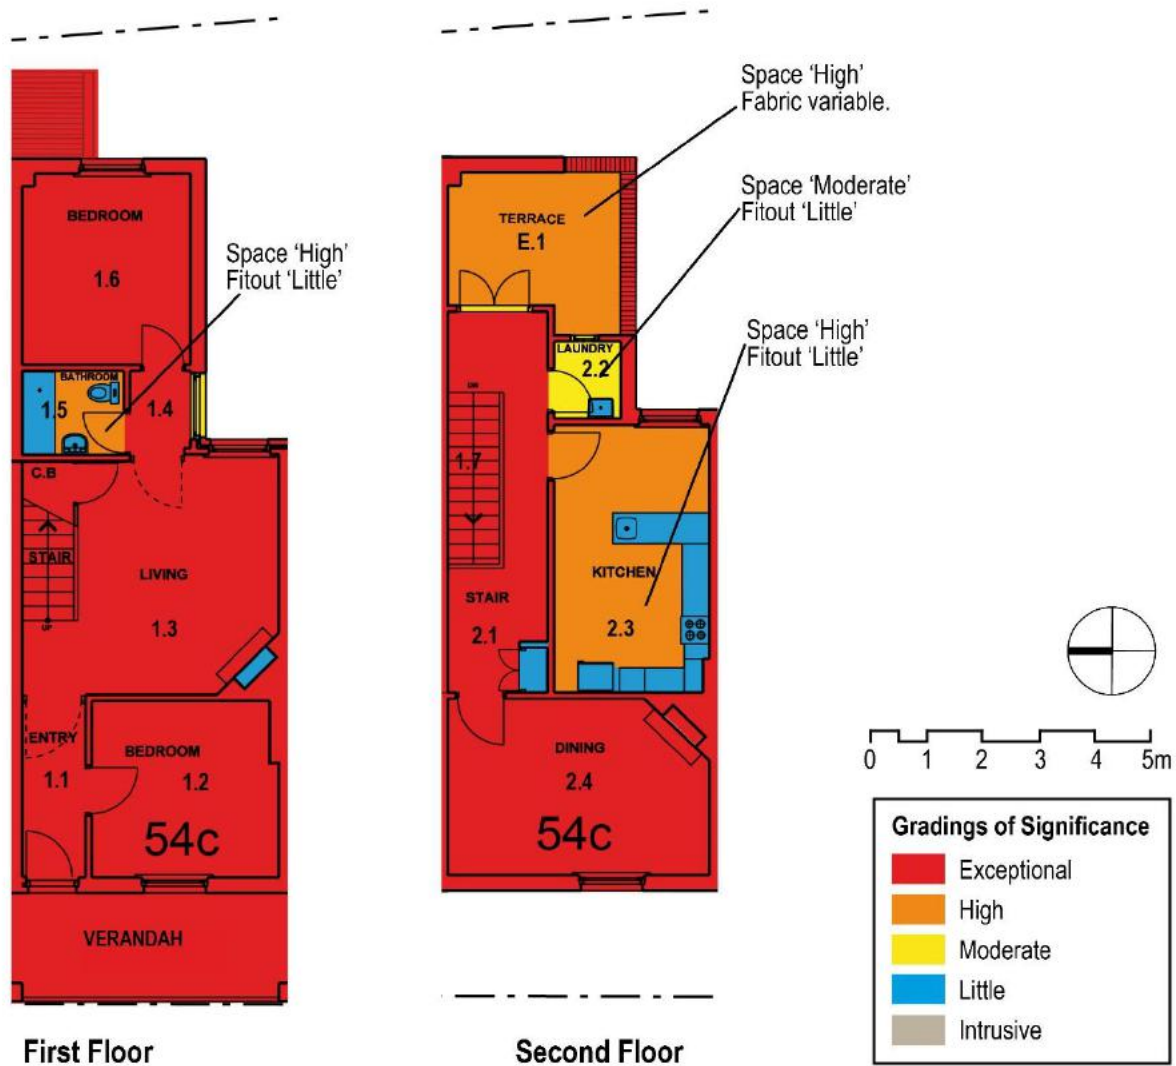 BEDROOM
1.6
Space 'High'
Fitout 'Little'
BATHROOM
1.5
1.4
C.B
STAIR
UP
LIVING
1.3
ENTRY
1.1
BEDROOM
1.2
54c
VERANDAH
First Floor
Space 'High'
Fabric variable.
TERRACE
E.1
Space 'Moderate'
Fitout 'Little'
LAUNDRY
2.2
Space 'High'
Fitout 'Little'
DN
1.7
KITCHEN
2.3
STAIR
2.1
DINING
2.4
54c
Second Floor
0 1 2 3 4 5m
Gradings of Significance
Exceptional
High
Moderate
Little
Intrusive